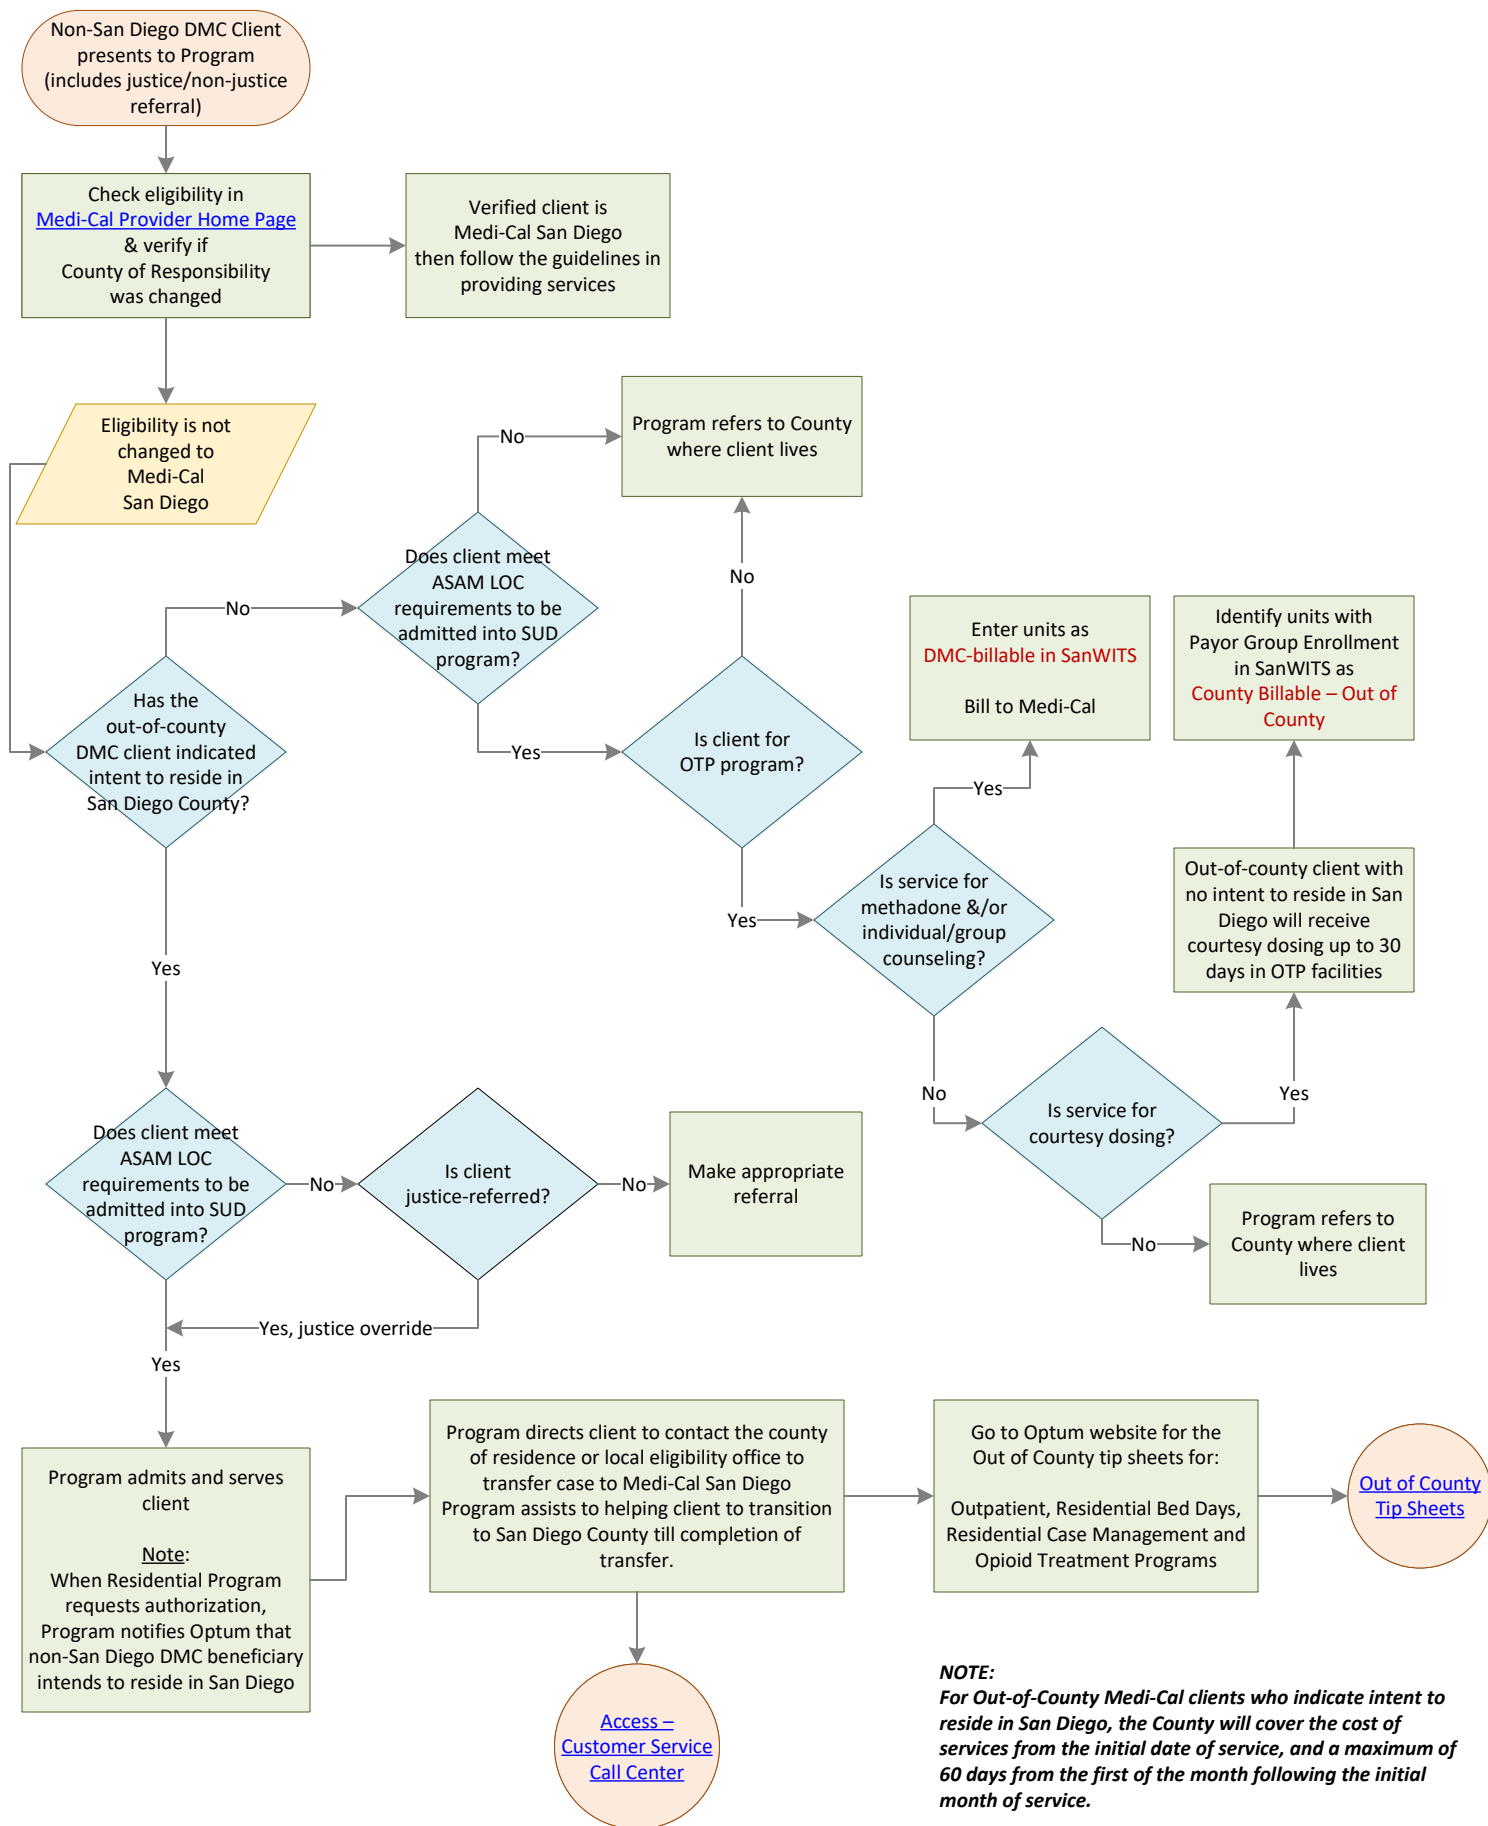 Non-San Diego DMC Client
presents to Program
(includes justice/non-justice
referral)
Check eligibility in
Medi-Cal Provider Home Page
& verify if
County of Responsibility
was changed
Verified client is
Medi-Cal San Diego
then follow the guidelines in
providing services
Eligibility is not
changed to
Medi-Cal
San Diego
No
Program refers to County
where client lives
Does client meet
ASAM LOC
requirements to be
admitted into SUD
program?
No
No
Has the
out-of-county
DMC client indicated
intent to reside in
San Diego County?
Yes
Is client for
OTP program?
Enter units as
DMC-billable in SanWITS
Bill to Medi-Cal
Identify units with
Payor Group Enrollment
in SanWITS as
County Billable – Out of
County
Yes
Yes
Is service for
methadone &/or
individual/group
counseling?
Out-of-county client with
no intent to reside in San
Diego will receive
courtesy dosing up to 30
days in OTP facilities
Yes
No
Is service for
courtesy dosing?
Yes
Does client meet
ASAM LOC
requirements to be
admitted into SUD
program?
No
Is client
justice-referred?
No
Make appropriate
referral
No
Program refers to
County where client
lives
Yes, justice override
Yes
Program admits and serves
client
Note:
When Residential Program
requests authorization,
Program notifies Optum that
non-San Diego DMC beneficiary
intends to reside in San Diego
Program directs client to contact the county
of residence or local eligibility office to
transfer case to Medi-Cal San Diego
Program assists to helping client to transition
to San Diego County till completion of
transfer.
Go to Optum website for the
Out of County tip sheets for:
Outpatient, Residential Bed Days,
Residential Case Management and
Opioid Treatment Programs
Out of County
Tip Sheets
Access –
Customer Service
Call Center
NOTE:
For Out-of-County Medi-Cal clients who indicate intent to
reside in San Diego, the County will cover the cost of
services from the initial date of service, and a maximum of
60 days from the first of the month following the initial
month of service.